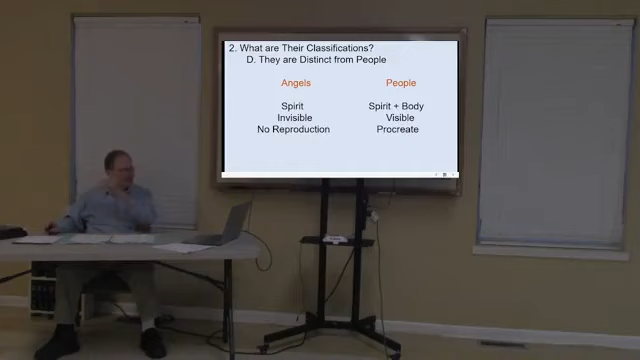 2. What are Their Classifications?
D. They are Distinct from People
Angels People
Spirit Spirit + Body
Invisible Visible
No Reproduction Procreate